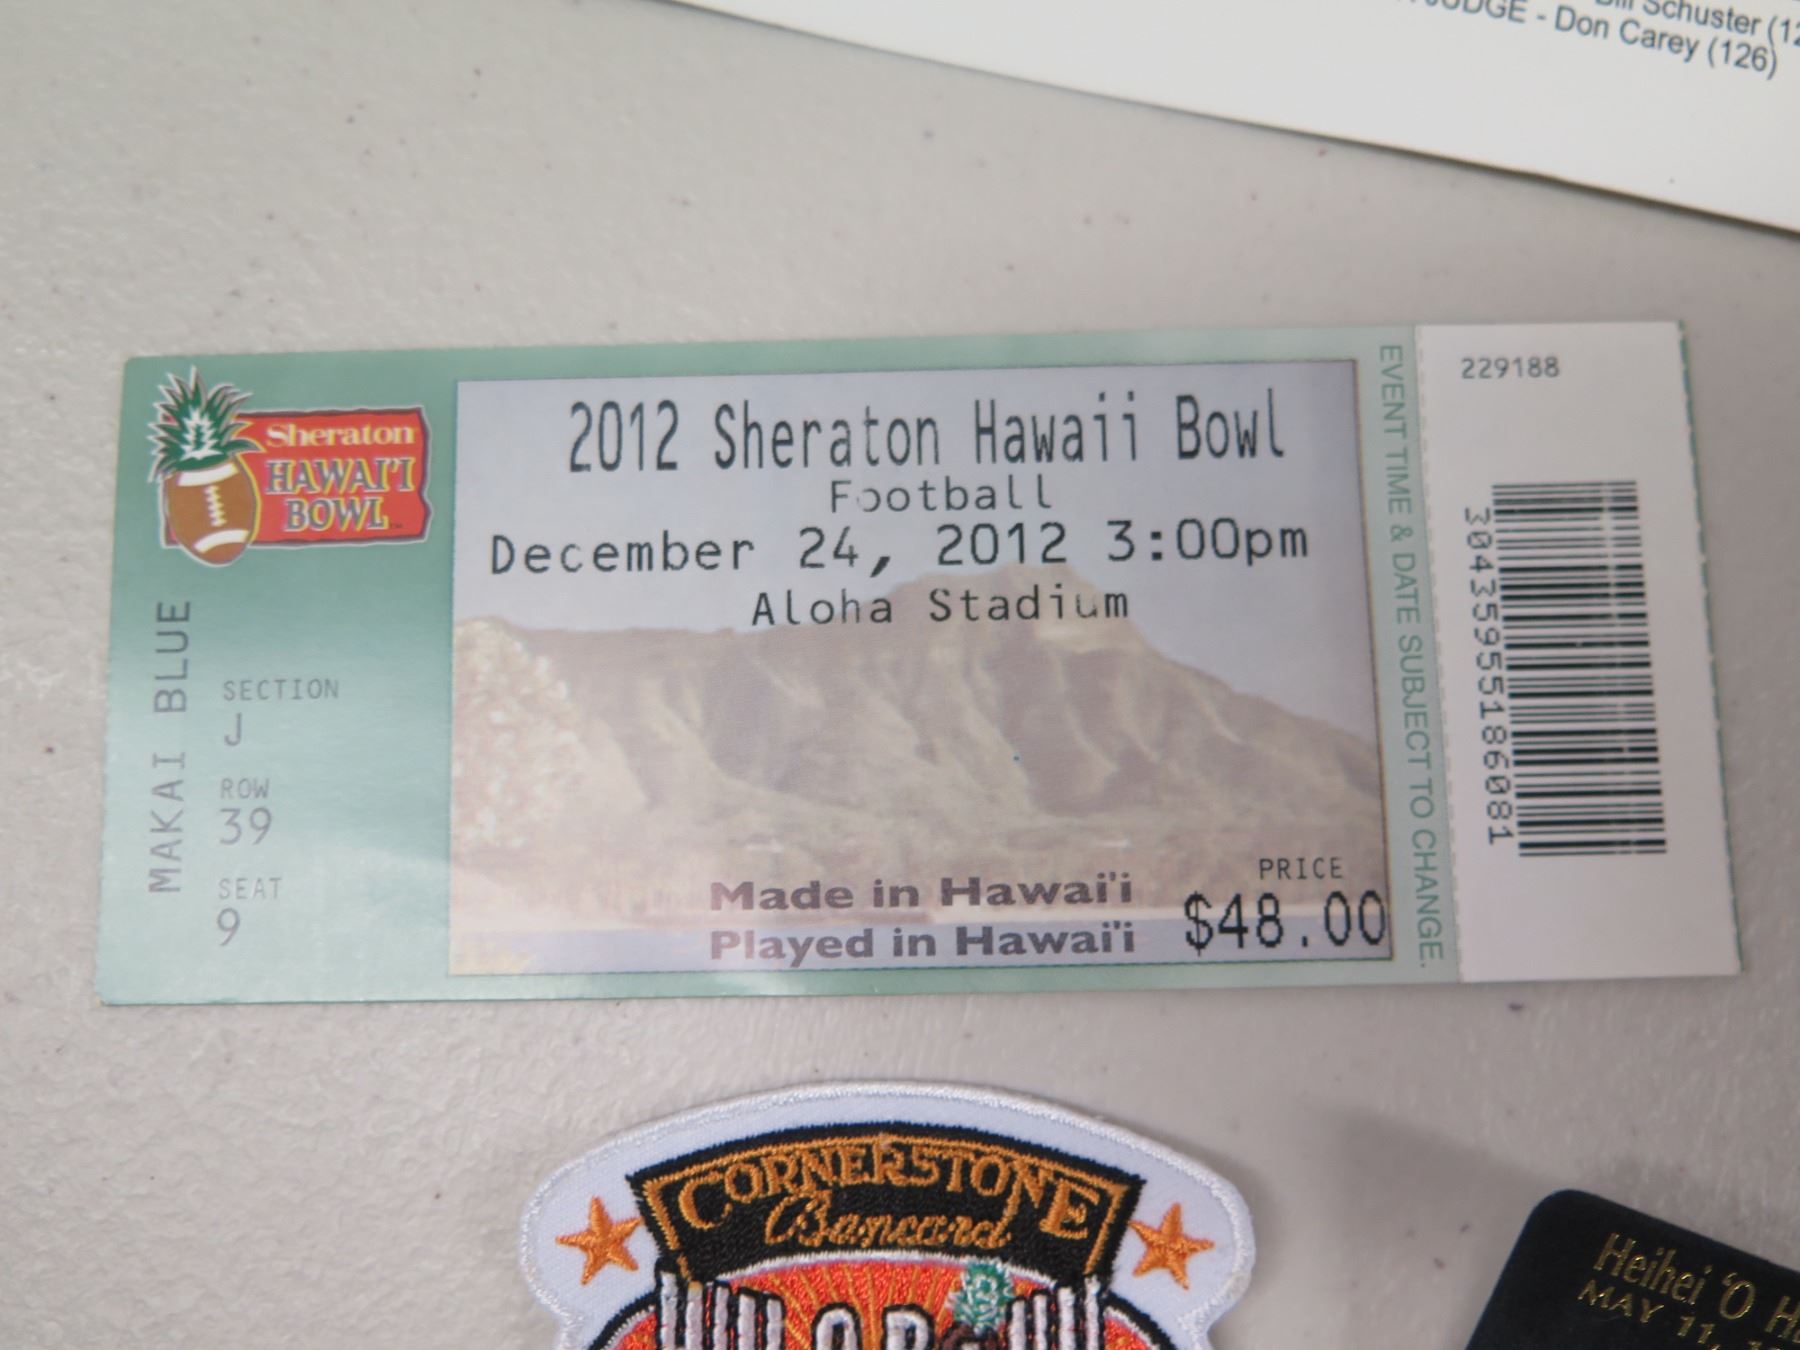 Bill Schuster (12
JUDGE - Don Carey (126)
Sheraton
HAWAI'I
BOWL
MAKAI BLUE
SECTION
J
ROW
39
SEAT
9
2012 Sheraton Hawaii Bowl
Football
December 24, 2012 3:00pm
Aloha Stadium
Made in Hawai'i
Played in Hawai'i
PRICE
$48.00
EVENT TIME & DATE SUBJECT TO CHANGE.
229188
30435955186081
CORNERSTONE
Bancard
Heihei 'O
MAY 11,